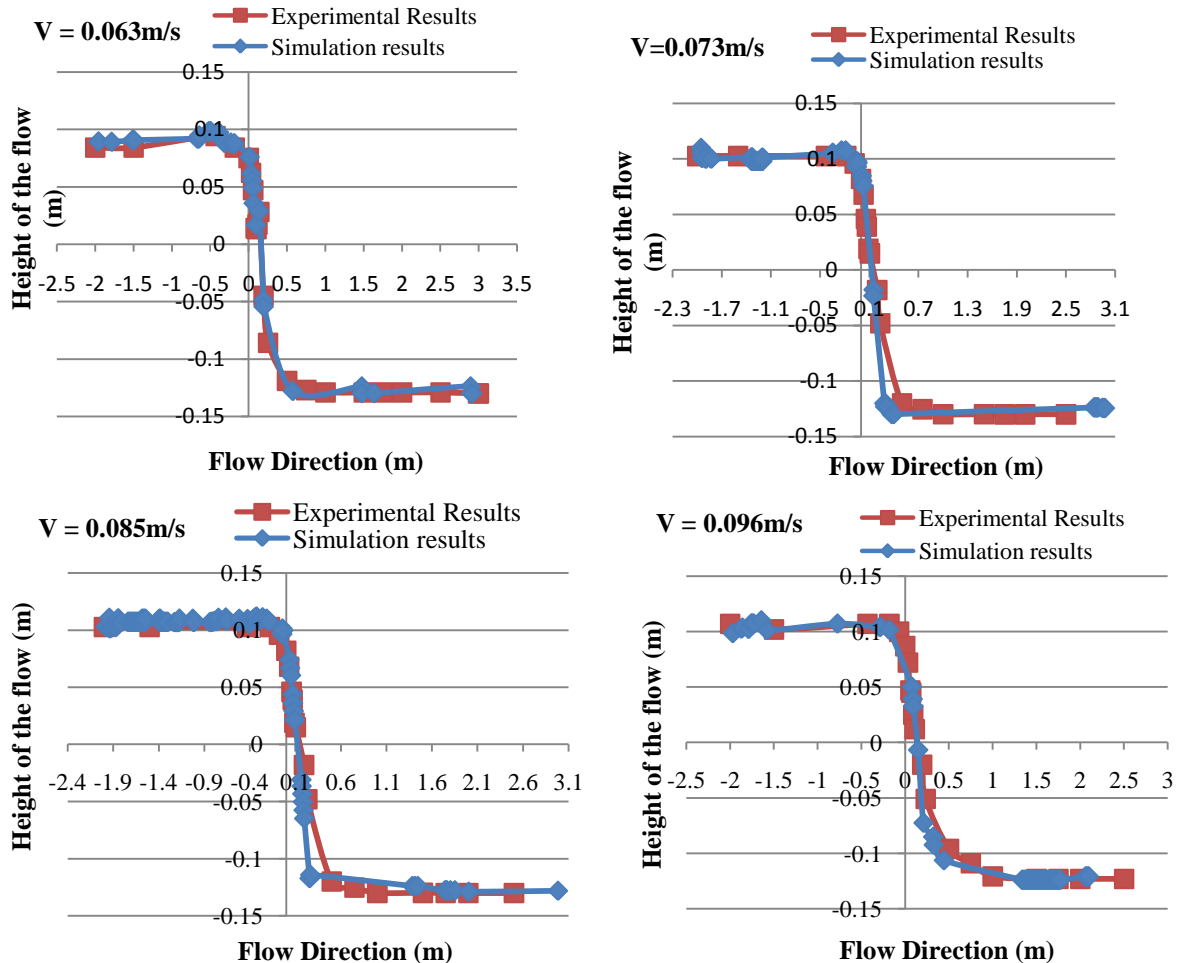 V = 0.063m/s
Experimental Results
Simulation results
0.15
0.1
0.05
0
-0.05
-0.1
-0.15
-2.5 -2 -1.5 -1 -0.5 0 0.5 1 1.5 2 2.5 3 3.5
Height of the flow
(m)
Flow Direction (m)
V=0.073m/s
Experimental Results
Simulation results
0.15
0.1
0.05
0
-0.05
-0.1
-0.15
-2.3 -1.7 -1.1 -0.5 0.1 0.7 1.3 1.9 2.5 3.1
Height of the flow
(m)
Flow Direction (m)
V = 0.085m/s
Experimental Results
Simulation results
0.15
0.1
0.05
0
-0.05
-0.1
-0.15
-2.4 -1.9 -1.4 -0.9 -0.4 0.1 0.6 1.1 1.6 2.1 2.6 3.1
Height of the flow (m)
Flow Direction (m)
V = 0.096m/s
Experimental Results
Simulation results
0.15
0.1
0.05
0
-0.05
-0.1
-0.15
-2.5 -2 -1.5 -1 -0.5 0 0.5 1 1.5 2 2.5 3
Height of the flow (m)
Flow Direction (m)